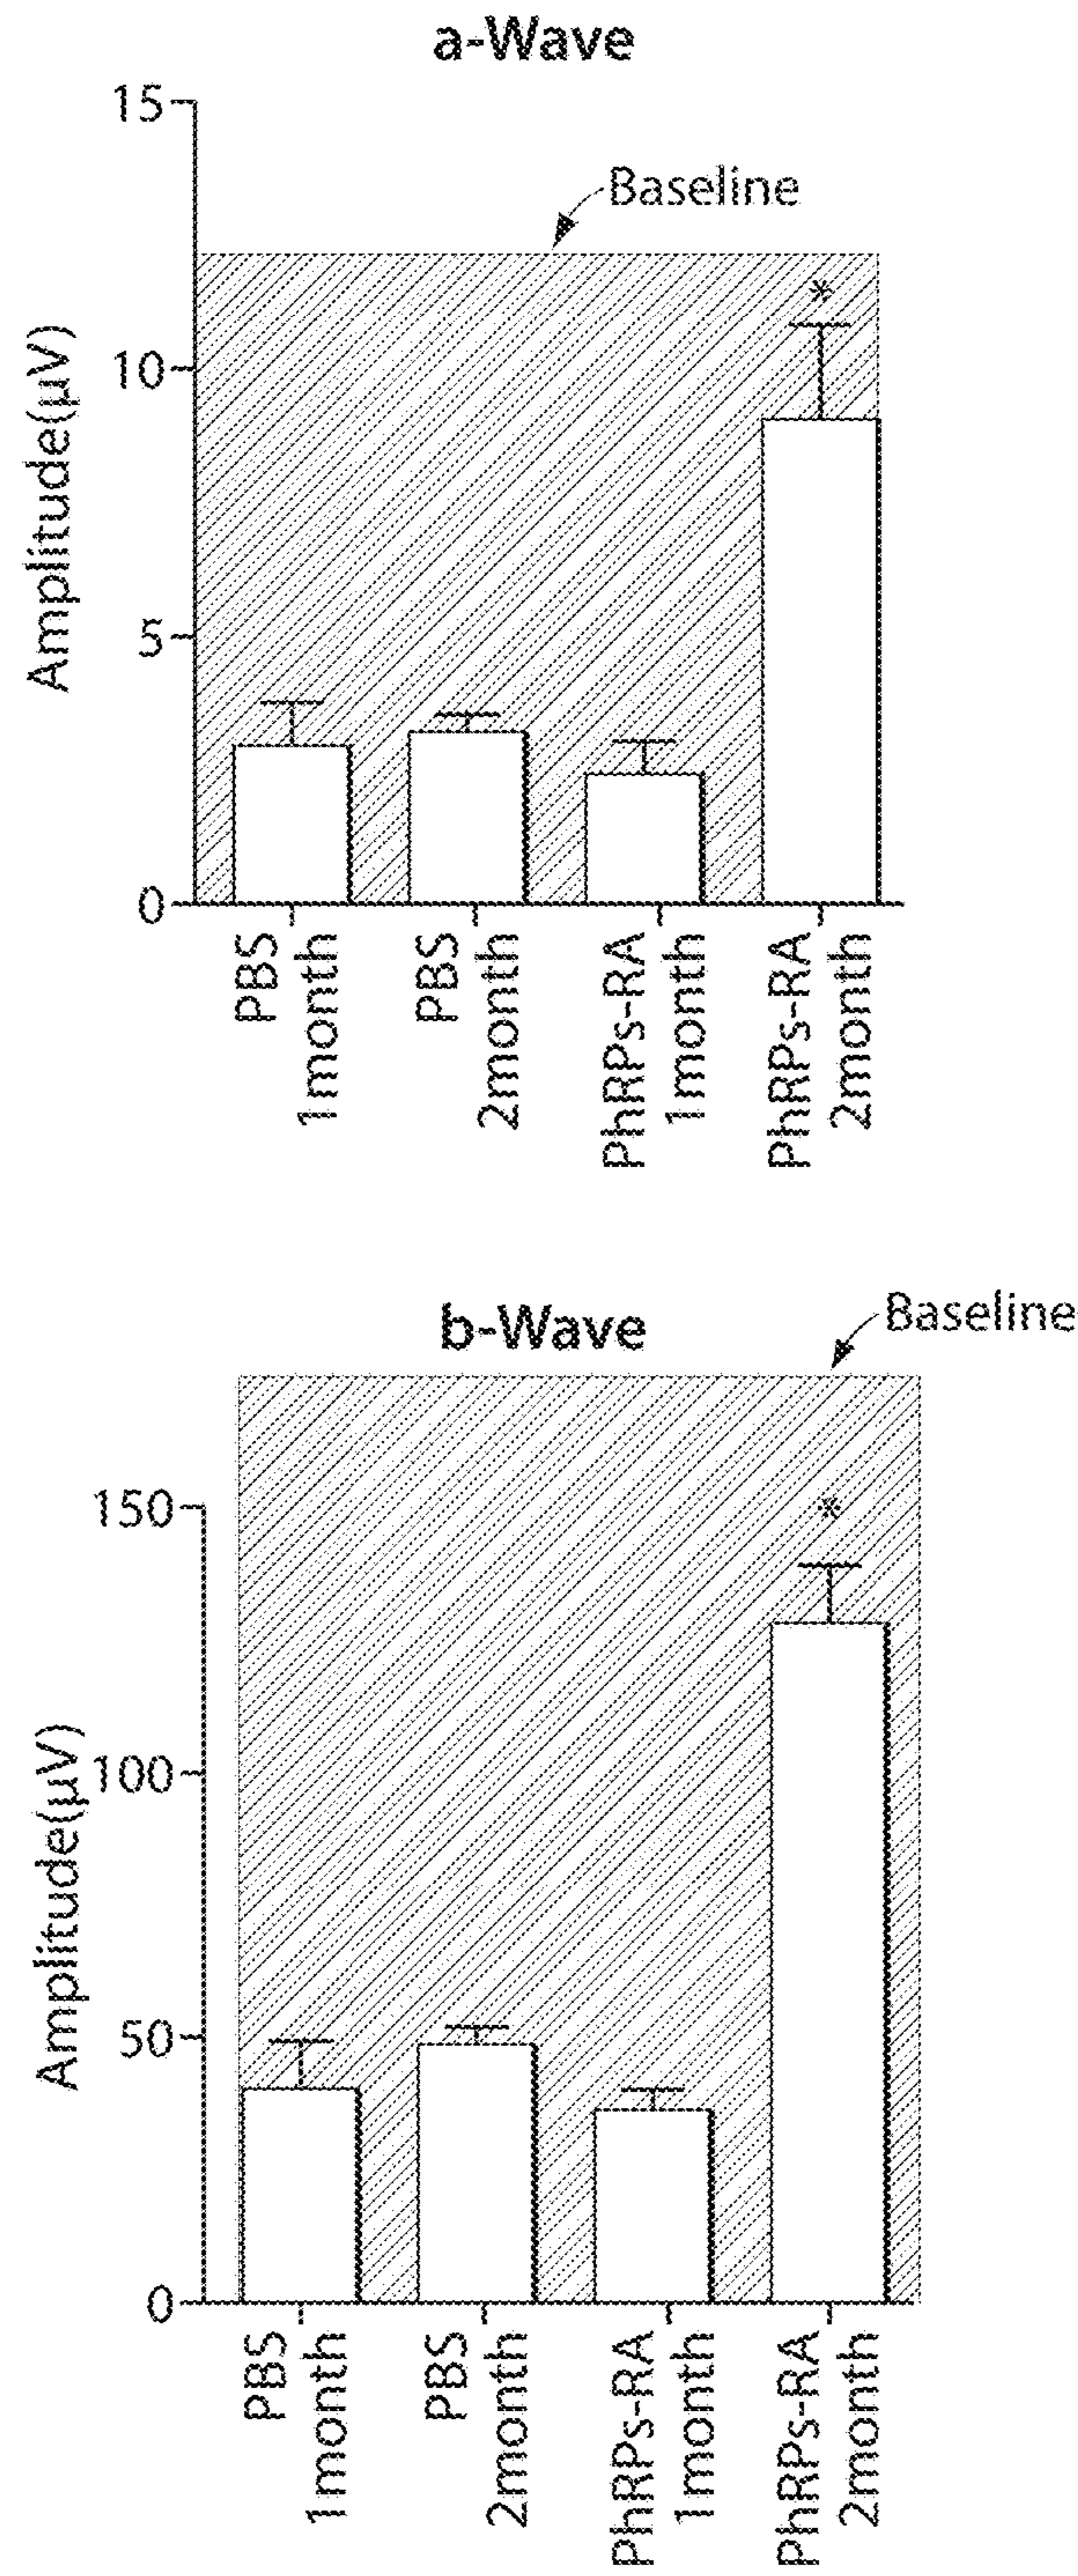 a-Wave
15
Baseline
*
10
Amplitude(µV)
5
0
PBS
1month
PBS
2month
PhRPs-RA
1month
PhRPs-RA
2month
b-Wave
Baseline
150
*
100
Amplitude(µV)
50
0
PBS
1month
PBS
2month
PhRPs-RA
1month
PhRPs-RA
2month